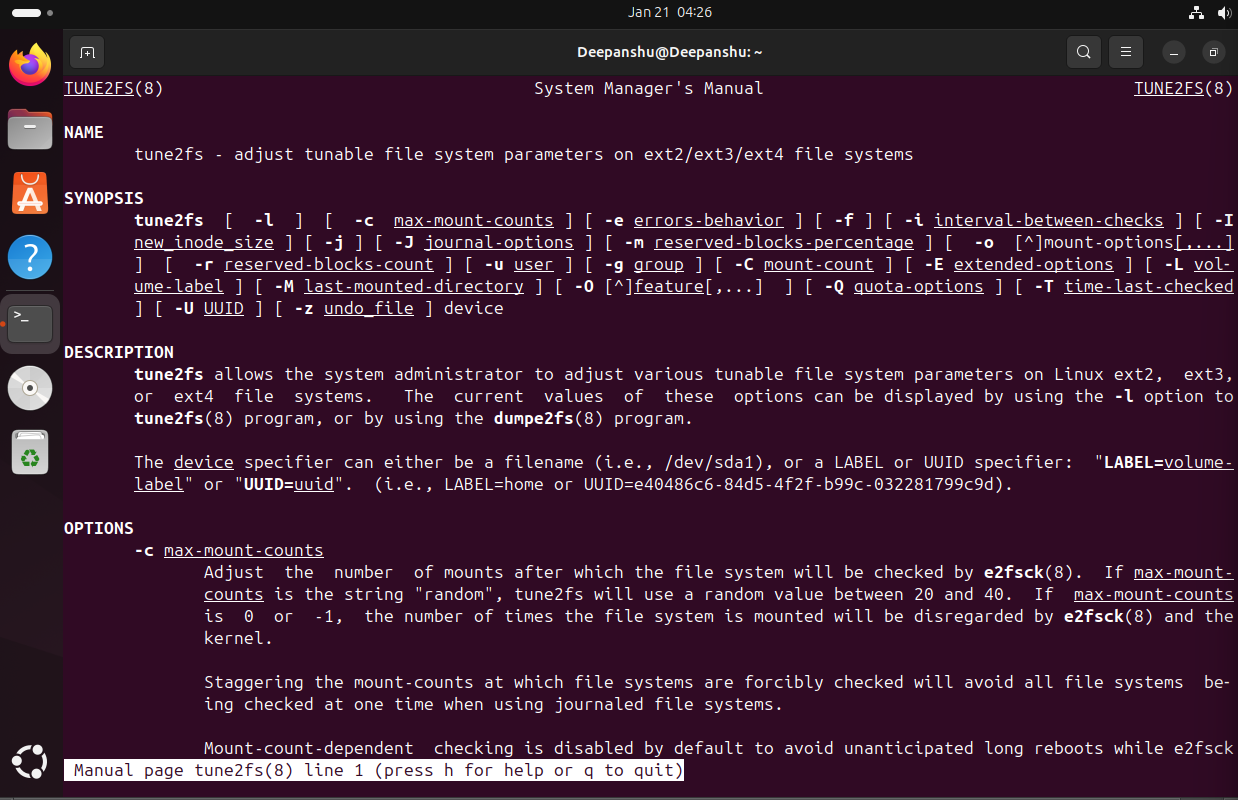 Jan 21 04:26
Deepanshu@Deepanshu: ~
TUNE2FS(8) System Manager's Manual TUNE2FS(8)
NAME
tune2fs - adjust tunable file system parameters on ext2/ext3/ext4 file systems
SYNOPSIS
tune2fs [ -l ] [ -c max-mount-counts ] [ -e errors-behavior ] [ -f ] [ -i interval-between-checks ] [ -I
new_inode_size ] [ -j ] [ -J journal-options ] [ -m reserved-blocks-percentage ] [ -o [^]mount-options[,...]
] [ -r reserved-blocks-count ] [ -u user ] [ -g group ] [ -C mount-count ] [ -E extended-options ] [ -L vol-
ume-label ] [ -M last-mounted-directory ] [ -O [^]feature[,...] ] [ -Q quota-options ] [ -T time-last-checked
] [ -U UUID ] [ -z undo_file ] device
DESCRIPTION
tune2fs allows the system administrator to adjust various tunable file system parameters on Linux ext2, ext3,
or ext4 file systems. The current values of these options can be displayed by using the -l option to
tune2fs(8) program, or by using the dumpe2fs(8) program.
The device specifier can either be a filename (i.e., /dev/sda1), or a LABEL or UUID specifier: "LABEL=volume-
label" or "UUID=uuid". (i.e., LABEL=home or UUID=e40486c6-84d5-4f2f-b99c-032281799c9d).
OPTIONS
-c max-mount-counts
Adjust the number of mounts after which the file system will be checked by e2fsck(8). If max-mount-
counts is the string "random", tune2fs will use a random value between 20 and 40. If max-mount-counts
is 0 or -1, the number of times the file system is mounted will be disregarded by e2fsck(8) and the
kernel.
Staggering the mount-counts at which file systems are forcibly checked will avoid all file systems be-
ing checked at one time when using journaled file systems.
Mount-count-dependent checking is disabled by default to avoid unanticipated long reboots while e2fsck
Manual page tune2fs(8) line 1 (press h for help or q to quit)